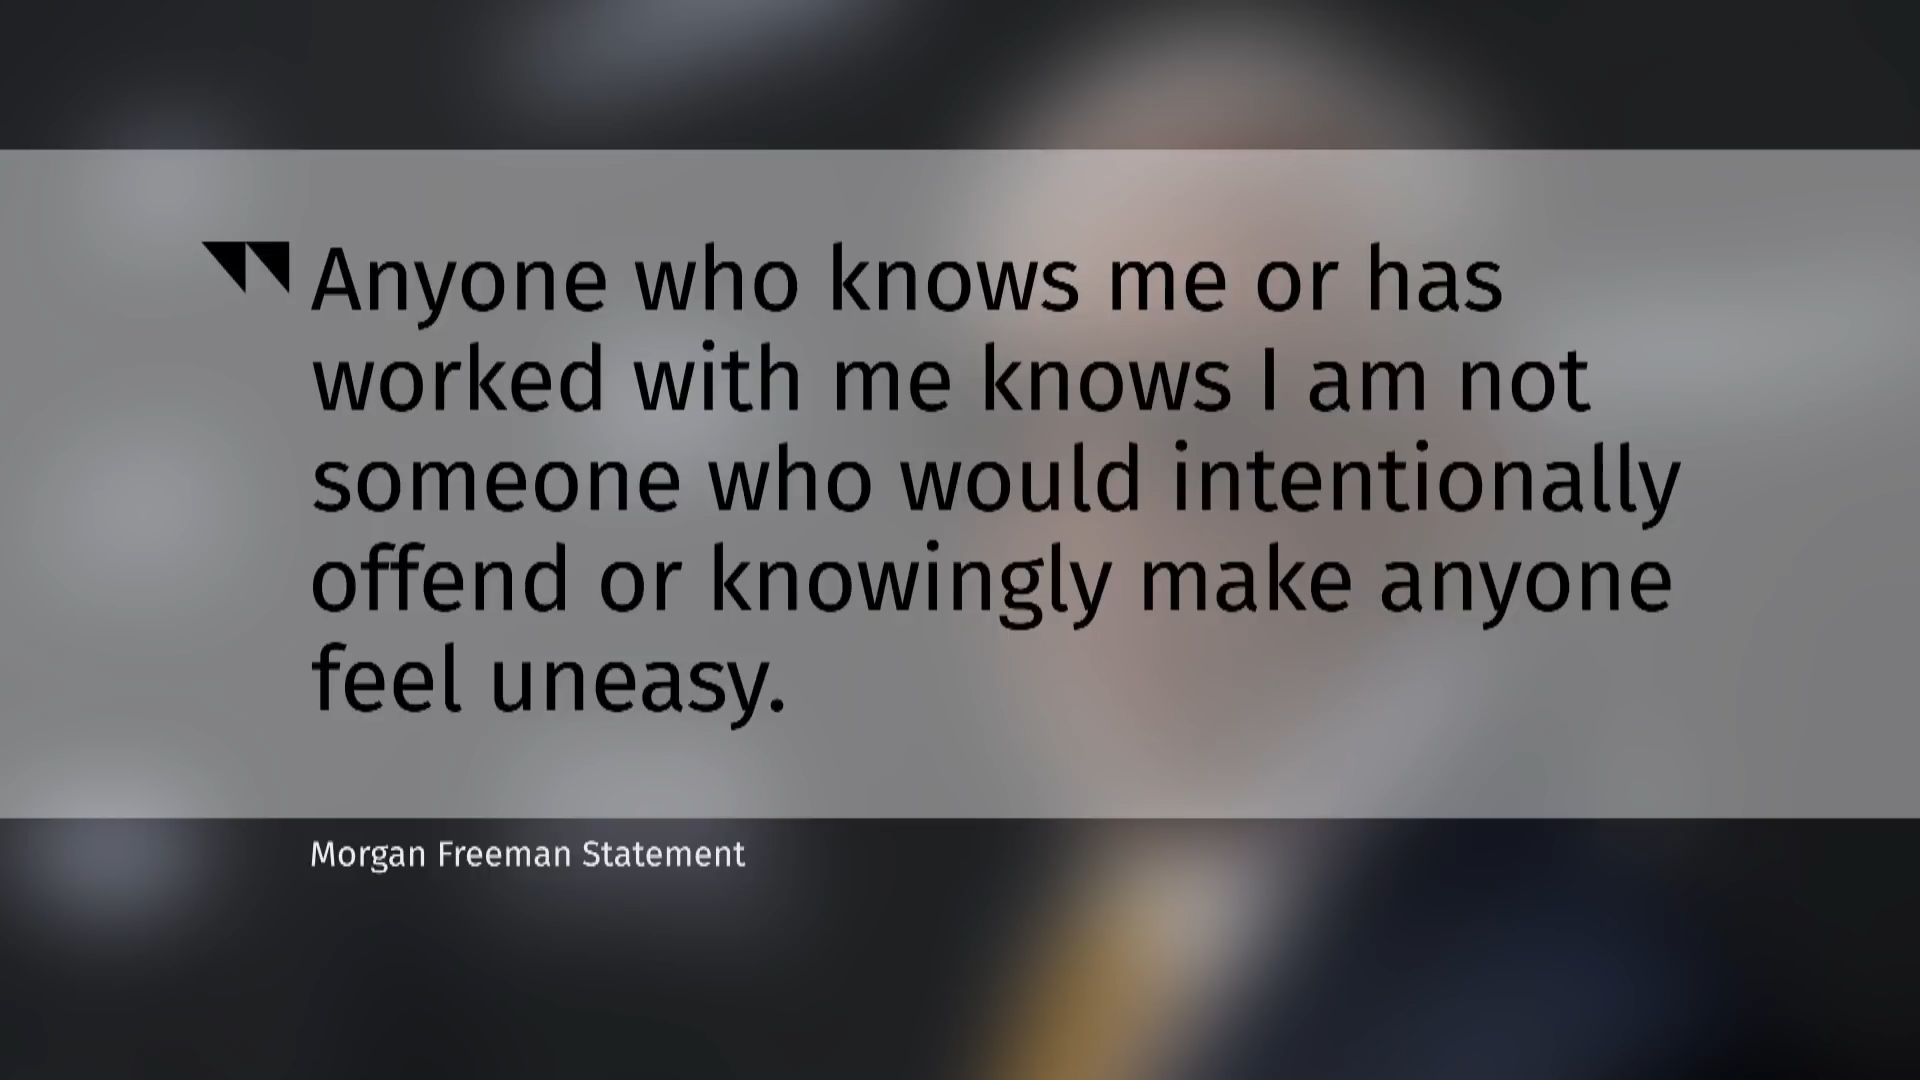 Anyone who knows me or has
worked with me knows I am not
someone who would intentionally
offend or knowingly make anyone
feel uneasy.
Morgan Freeman Statement